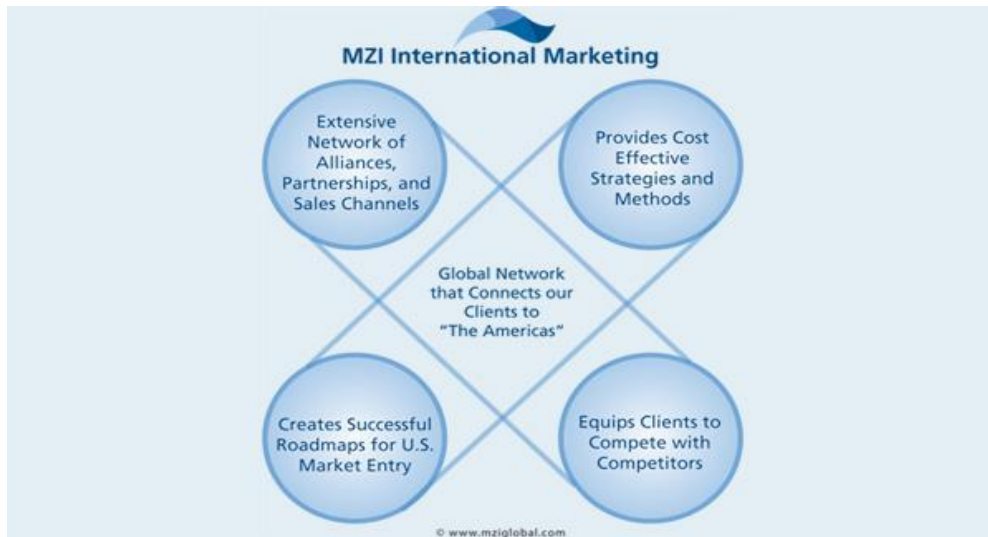 MZI International Marketing
Extensive
Network of
Alliances,
Partnerships, and
Sales Channels
Provides Cost
Effective
Strategies and
Methods
Global Network
that Connects our
Clients to
“The Americas”
Creates Successful
Roadmaps for U.S.
Market Entry
Equips Clients to
Compete with
Competitors
© www.mziglobal.com